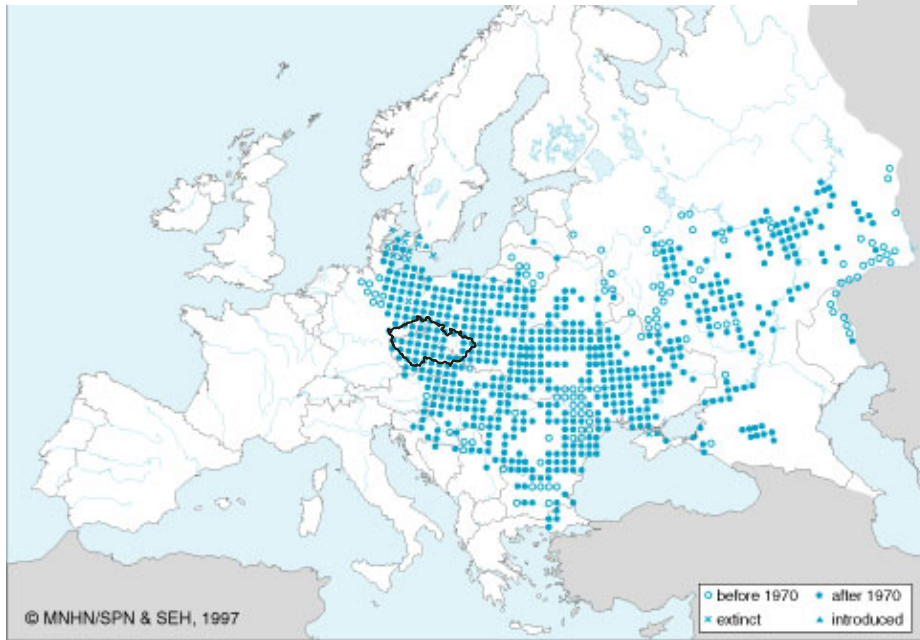 before 1970 after 1970
extinct introduced
© MNHN/SPN & SEH, 1997